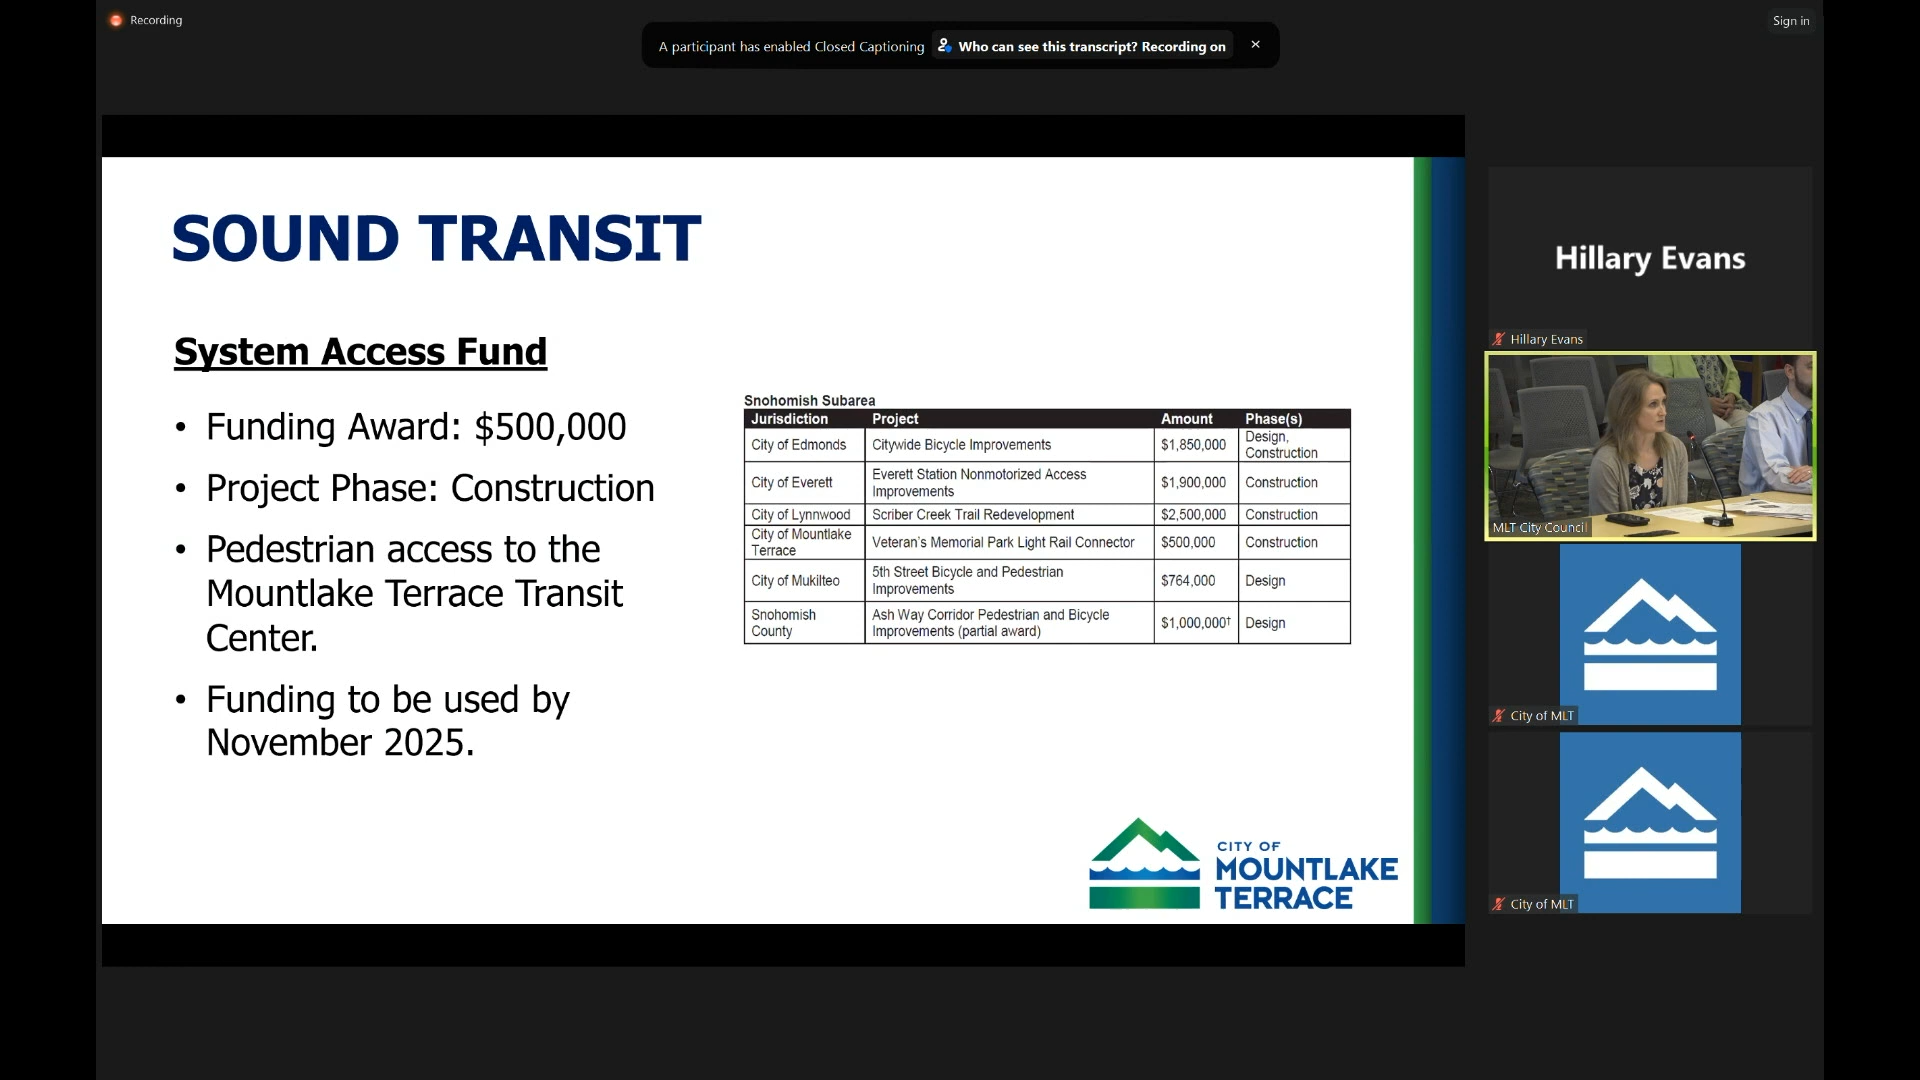 Recording
A participant has enabled Closed Captioning
Who can see this transcript? Recording on
Sign in
SOUND TRANSIT
System Access Fund
• Funding Award: $500,000
• Project Phase: Construction
• Pedestrian access to the
Mountlake Terrace Transit
Center.
• Funding to be used by
November 2025.
Snohomish Subarea
Jurisdiction Project Amount Phase(s)
City of Edmonds Citywide Bicycle Improvements $1,850,000 Design,
Construction
City of Everett Everett Station Nonmotorized Access
Improvements $1,900,000 Construction
City of Lynnwood Scriber Creek Trail Redevelopment $2,500,000 Construction
City of Mountlake
Terrace Veteran's Memorial Park Light Rail Connector $500,000 Construction
City of Mukilteo 5th Street Bicycle and Pedestrian
Improvements $764,000 Design
Snohomish
County Ash Way Corridor Pedestrian and Bicycle
Improvements (partial award) $1,000,000† Design
CITY OF
MOUNTLAKE
TERRACE
Hillary Evans
Hillary Evans
MLT City Council
City of MLT
City of MLT